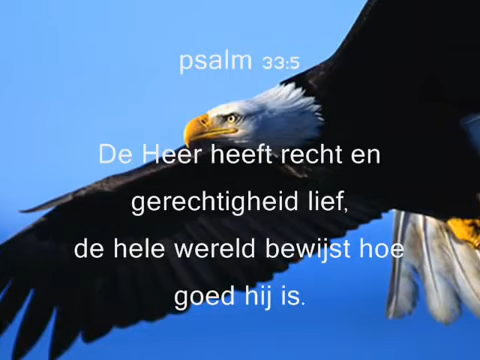 psalm 33:5
De Heer heeft recht en
gerechtigheid lief,
de hele wereld bewijst hoe
goed hij is.